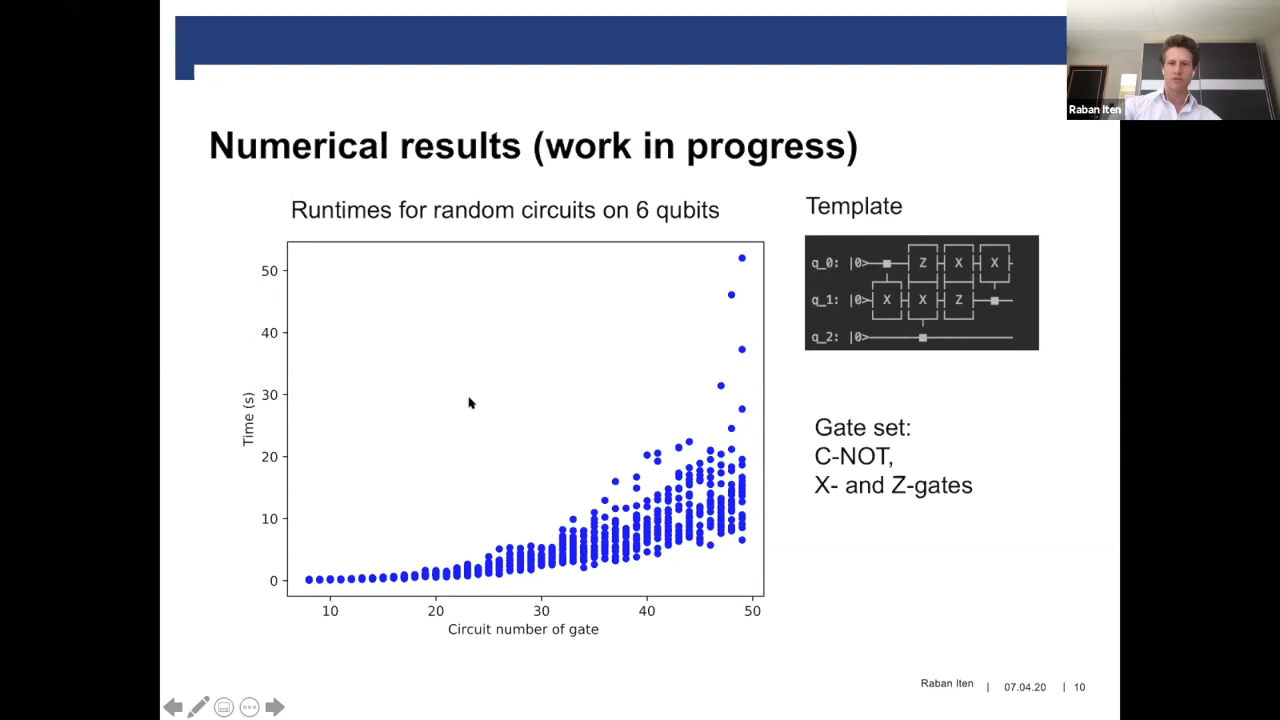 Raban Iten
Numerical results (work in progress)
Runtimes for random circuits on 6 qubits
50
40
30
20
10
0
Time (s)
10 20 30 40 50
Circuit number of gate
Template
q_0: |0> Z X X
q_1: |0> X X Z
q_2: |0>
Gate set:
C-NOT,
X- and Z-gates
Raban Iten | 07.04.20 | 10